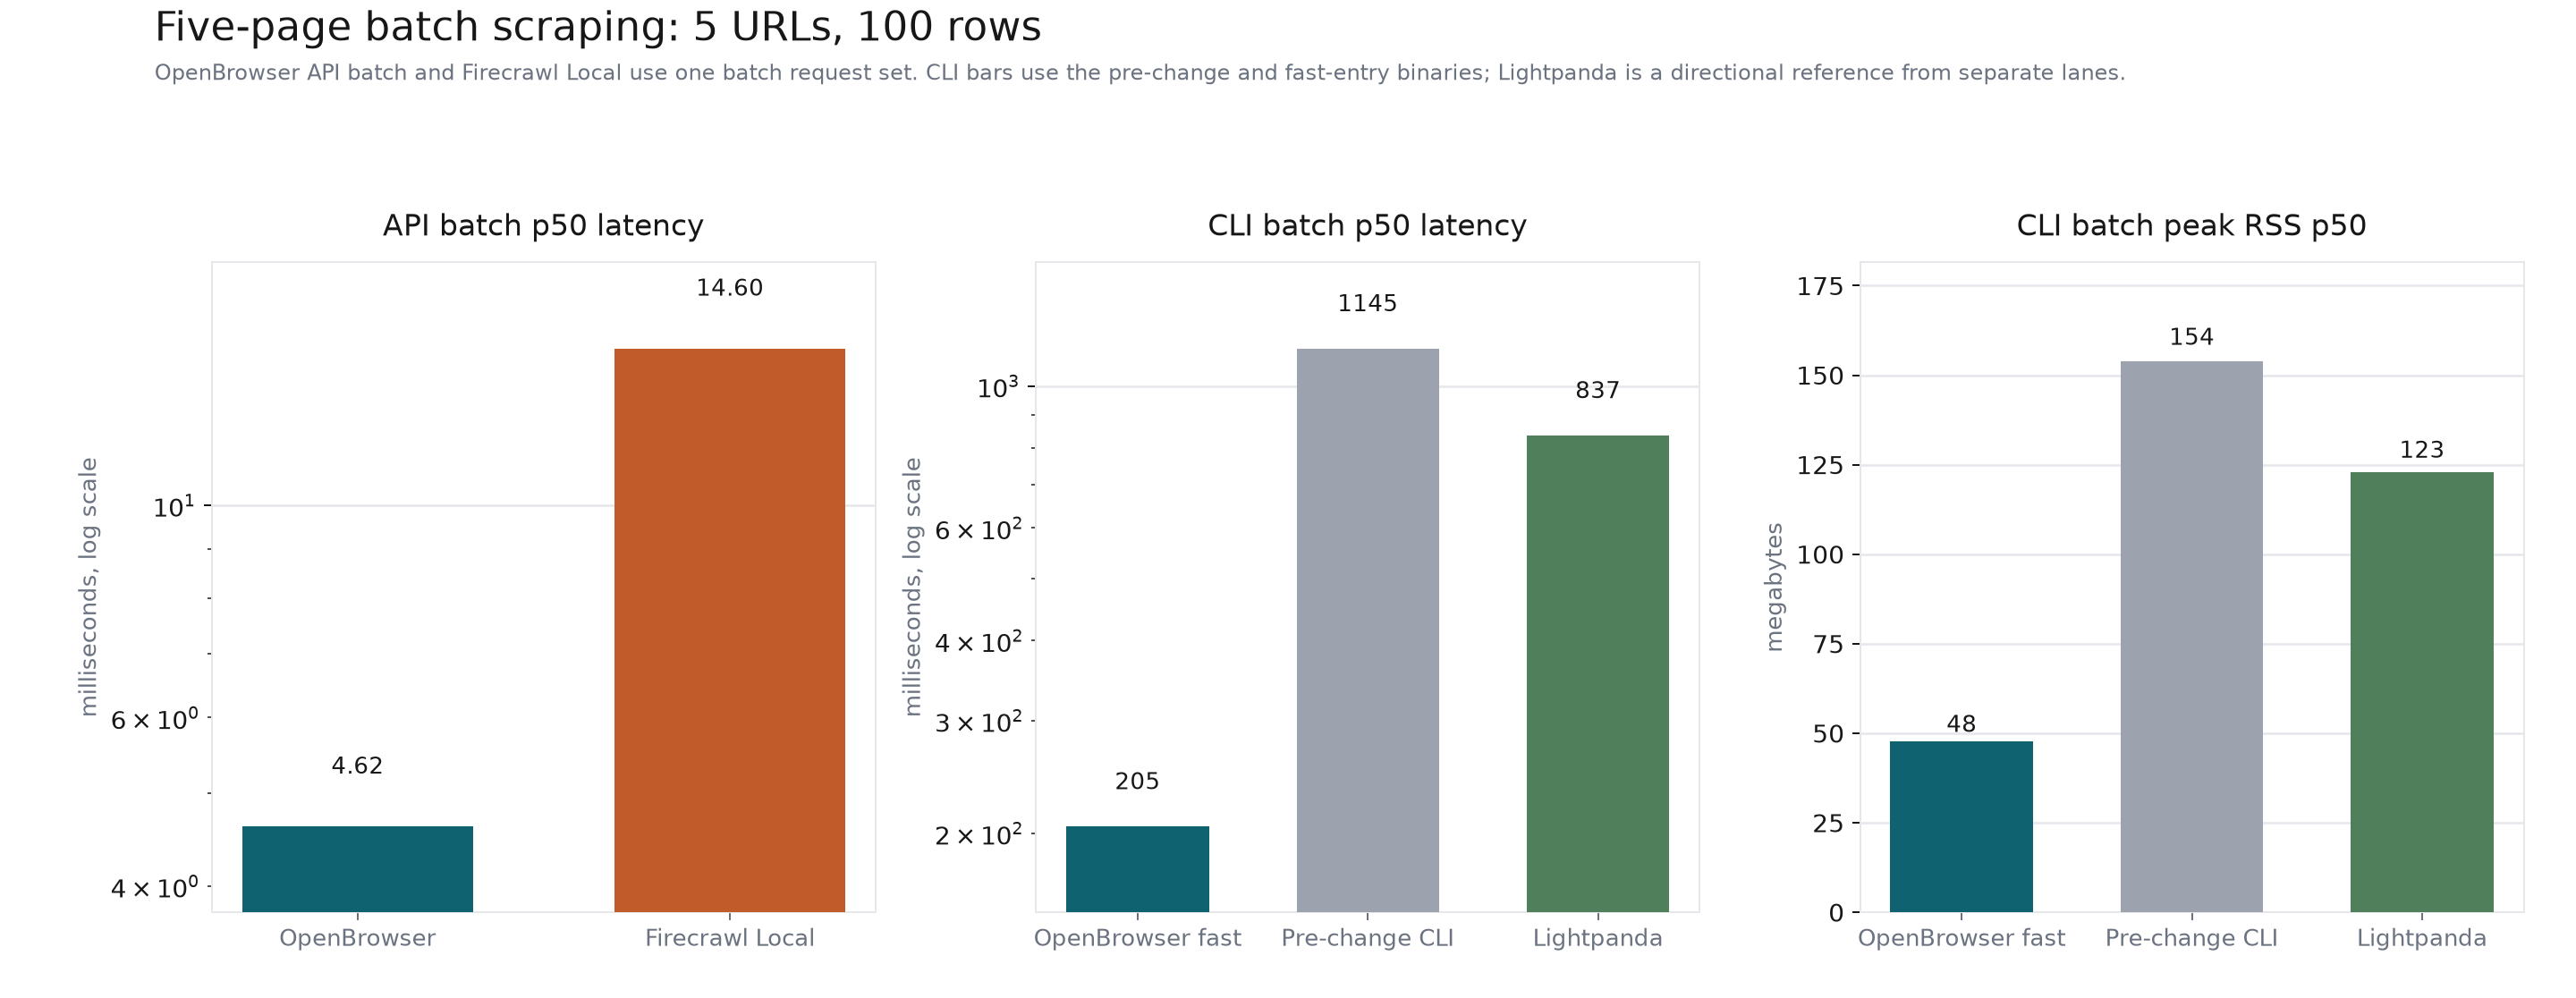 Five-page batch scraping: 5 URLs, 100 rows
OpenBrowser API batch and Firecrawl Local use one batch request set. CLI bars use the pre-change and fast-entry binaries; Lightpanda is a directional reference from separate lanes.
API batch p50 latency
milliseconds, log scale
10¹
6 × 10⁰
4 × 10⁰
4.62
14.60
OpenBrowser
Firecrawl Local
CLI batch p50 latency
milliseconds, log scale
10³
6 × 10²
4 × 10²
3 × 10²
2 × 10²
205
1145
837
OpenBrowser fast
Pre-change CLI
Lightpanda
CLI batch peak RSS p50
megabytes
175
150
125
100
75
50
25
0
48
154
123
OpenBrowser fast
Pre-change CLI
Lightpanda